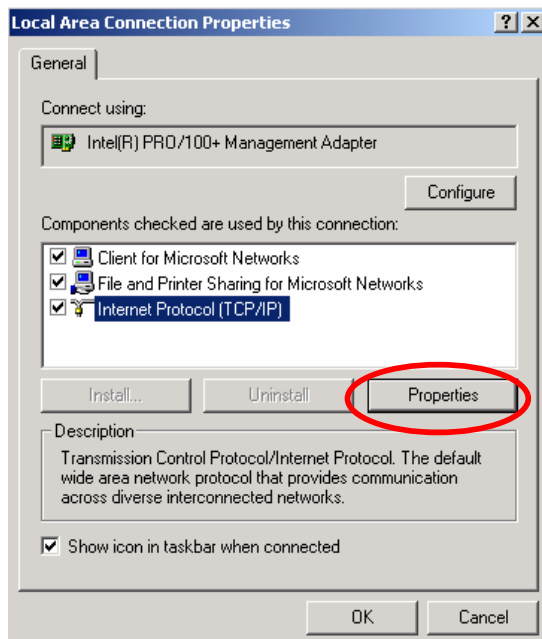 Local Area Connection Properties
General
Connect using:
Intel(R) PRO/100+ Management Adapter
Configure
Components checked are used by this connection:
Client for Microsoft Networks
File and Printer Sharing for Microsoft Networks
Internet Protocol (TCP/IP)
Install... Uninstall Properties
Description
Transmission Control Protocol/Internet Protocol. The default
wide area network protocol that provides communication
across diverse interconnected networks.
Show icon in taskbar when connected
OK Cancel